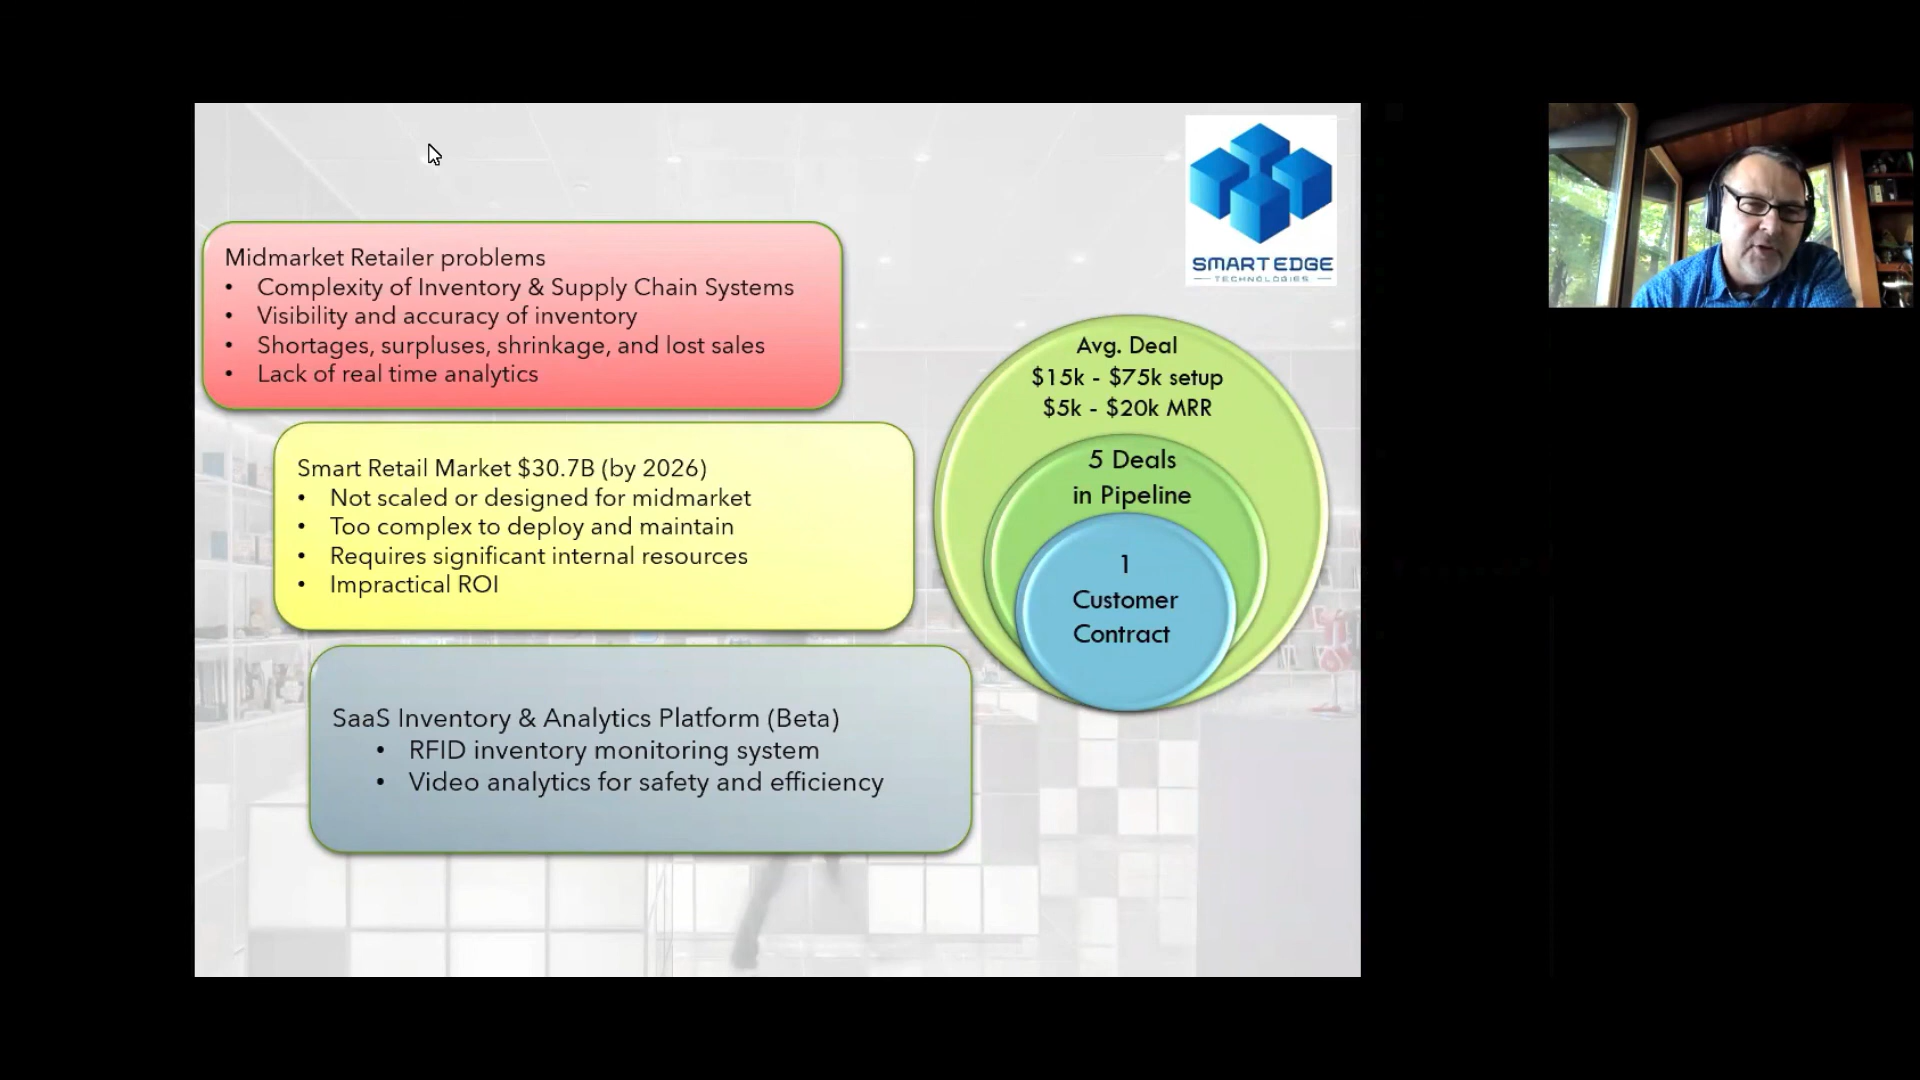 SMART EDGE
TECHNOLOGIES
Midmarket Retailer problems
• Complexity of Inventory & Supply Chain Systems
• Visibility and accuracy of inventory
• Shortages, surpluses, shrinkage, and lost sales
• Lack of real time analytics
Smart Retail Market $30.7B (by 2026)
• Not scaled or designed for midmarket
• Too complex to deploy and maintain
• Requires significant internal resources
• Impractical ROI
SaaS Inventory & Analytics Platform (Beta)
• RFID inventory monitoring system
• Video analytics for safety and efficiency
Avg. Deal
$15k - $75k setup
$5k - $20k MRR
5 Deals
in Pipeline
1
Customer
Contract